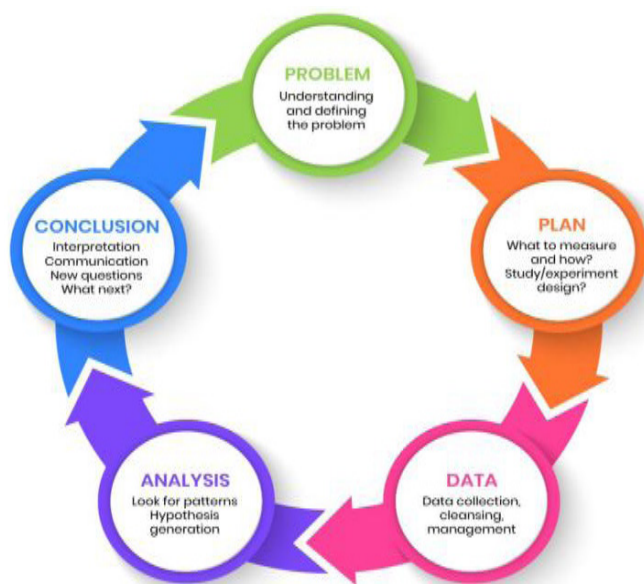 PROBLEM
Understanding
and defining
the problem
PLAN
What to measure
and how?
Study/experiment
design?
DATA
Data collection,
cleansing,
management
ANALYSIS
Look for patterns
Hypothesis
generation
CONCLUSION
Interpretation
Communication
New questions
What next?